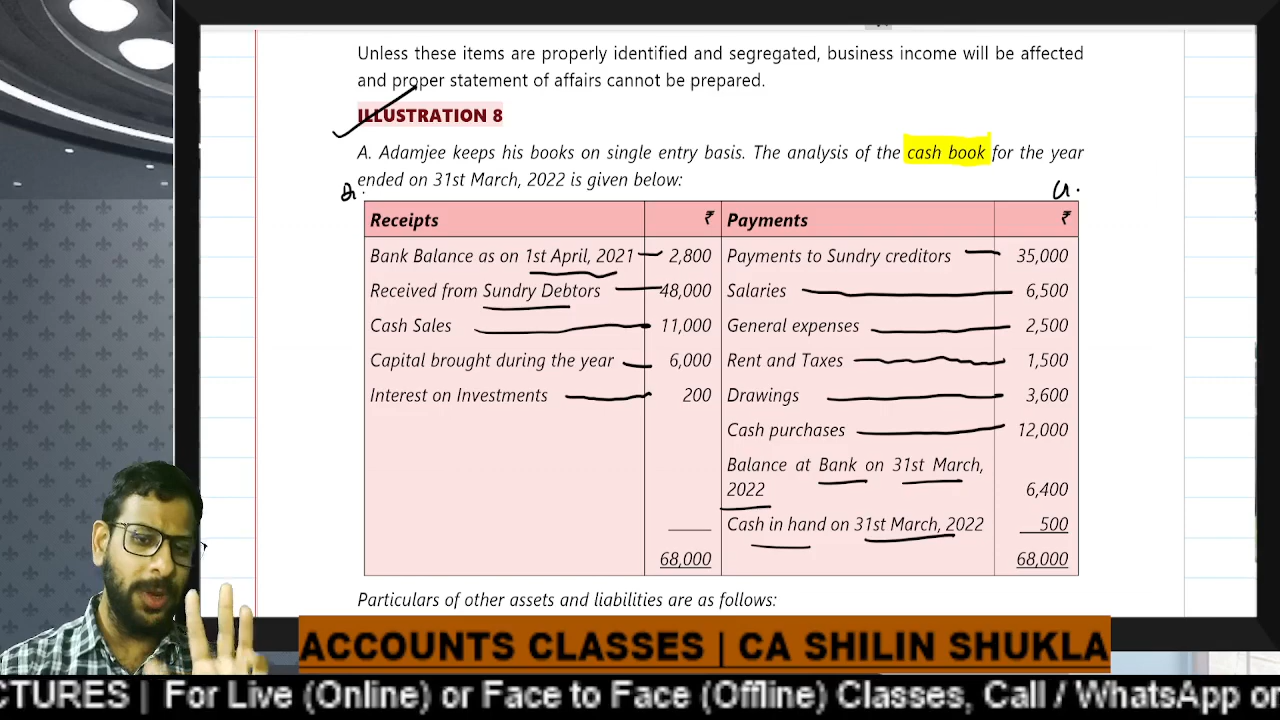 Unless these items are properly identified and segregated, business income will be affected
and proper statement of affairs cannot be prepared.
ILLUSTRATION 8
A. Adamjee keeps his books on single entry basis. The analysis of the cash book for the year
ended on 31st March, 2022 is given below:
Dr. Cr.
Receipts ₹ Payments ₹
Bank Balance as on 1st April, 2021 2,800 Payments to Sundry creditors 35,000
Received from Sundry Debtors 48,000 Salaries 6,500
Cash Sales 11,000 General expenses 2,500
Capital brought during the year 6,000 Rent and Taxes 1,500
Interest on Investments 200 Drawings 3,600
Cash purchases 12,000
Balance at Bank on 31st March,
2022 6,400
Cash in hand on 31st March, 2022 500
68,000 68,000
Particulars of other assets and liabilities are as follows:
ACCOUNTS CLASSES | CA SHILIN SHUKLA
CTURES | For Live (Online) or Face to Face (Offline) Classes, Call / WhatsApp or